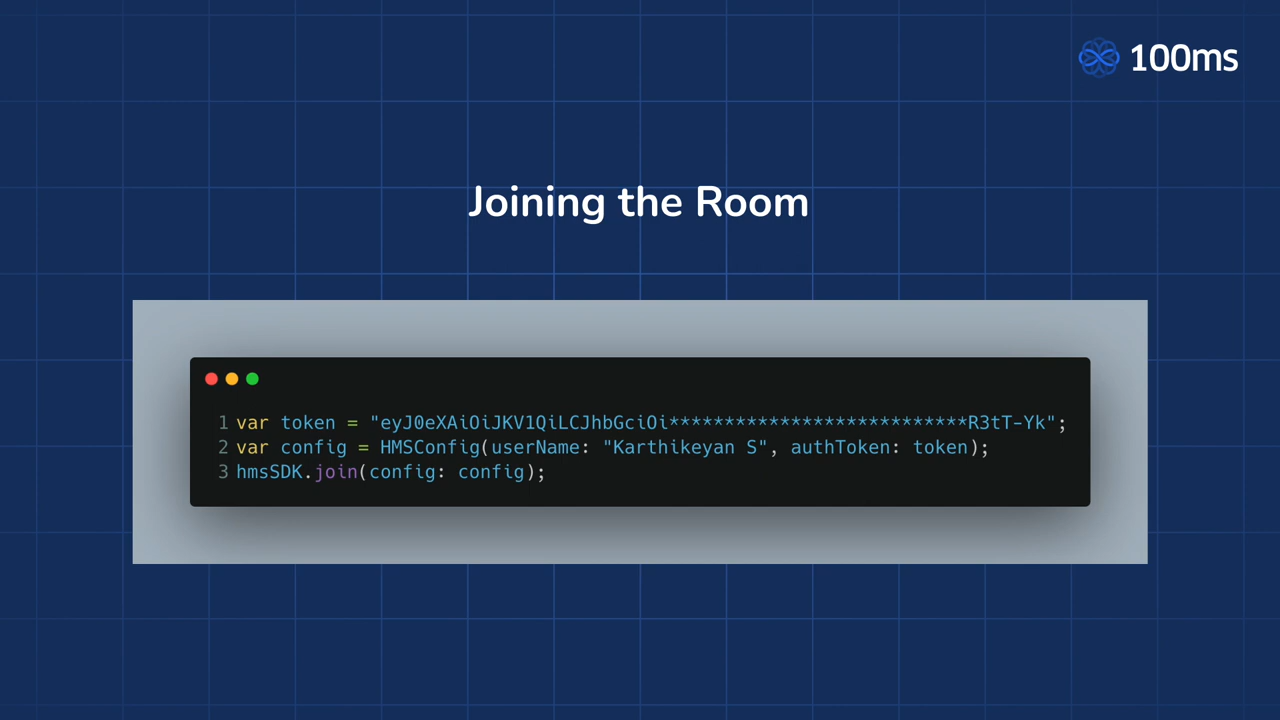 100ms
Joining the Room
1 var token = "eyJ0eXAiOiJKV1QiLCJhbGciOi***************************R3tT-Yk";
2 var config = HMSConfig(userName: "Karthikeyan S", authToken: token);
3 hmsSDK.join(config: config);